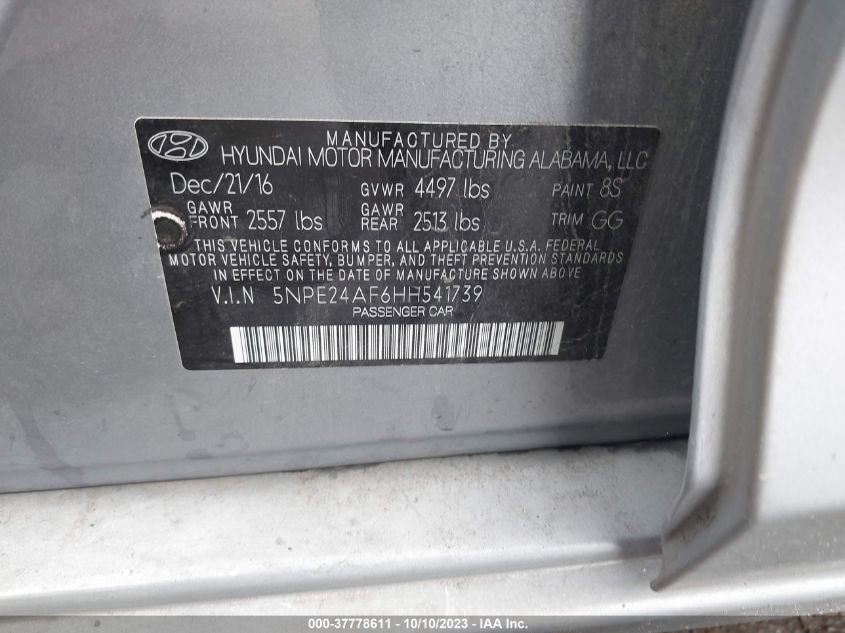 MANUFACTURED BY
HYUNDAI MOTOR MANUFACTURING ALABAMA, LLC
Dec/21/16 GVWR 4497 lbs PAINT 8S
GAWR FRONT 2557 lbs GAWR REAR 2513 lbs TRIM GG
THIS VEHICLE CONFORMS TO ALL APPLICABLE U.S.A. FEDERAL
MOTOR VEHICLE SAFETY, BUMPER, AND THEFT PREVENTION STANDARDS
IN EFFECT ON THE DATE OF MANUFACTURE SHOWN ABOVE
V.I.N 5NPE24AF6HH541739
PASSENGER CAR
000-37778611 - 10/10/2023 - IAA Inc.